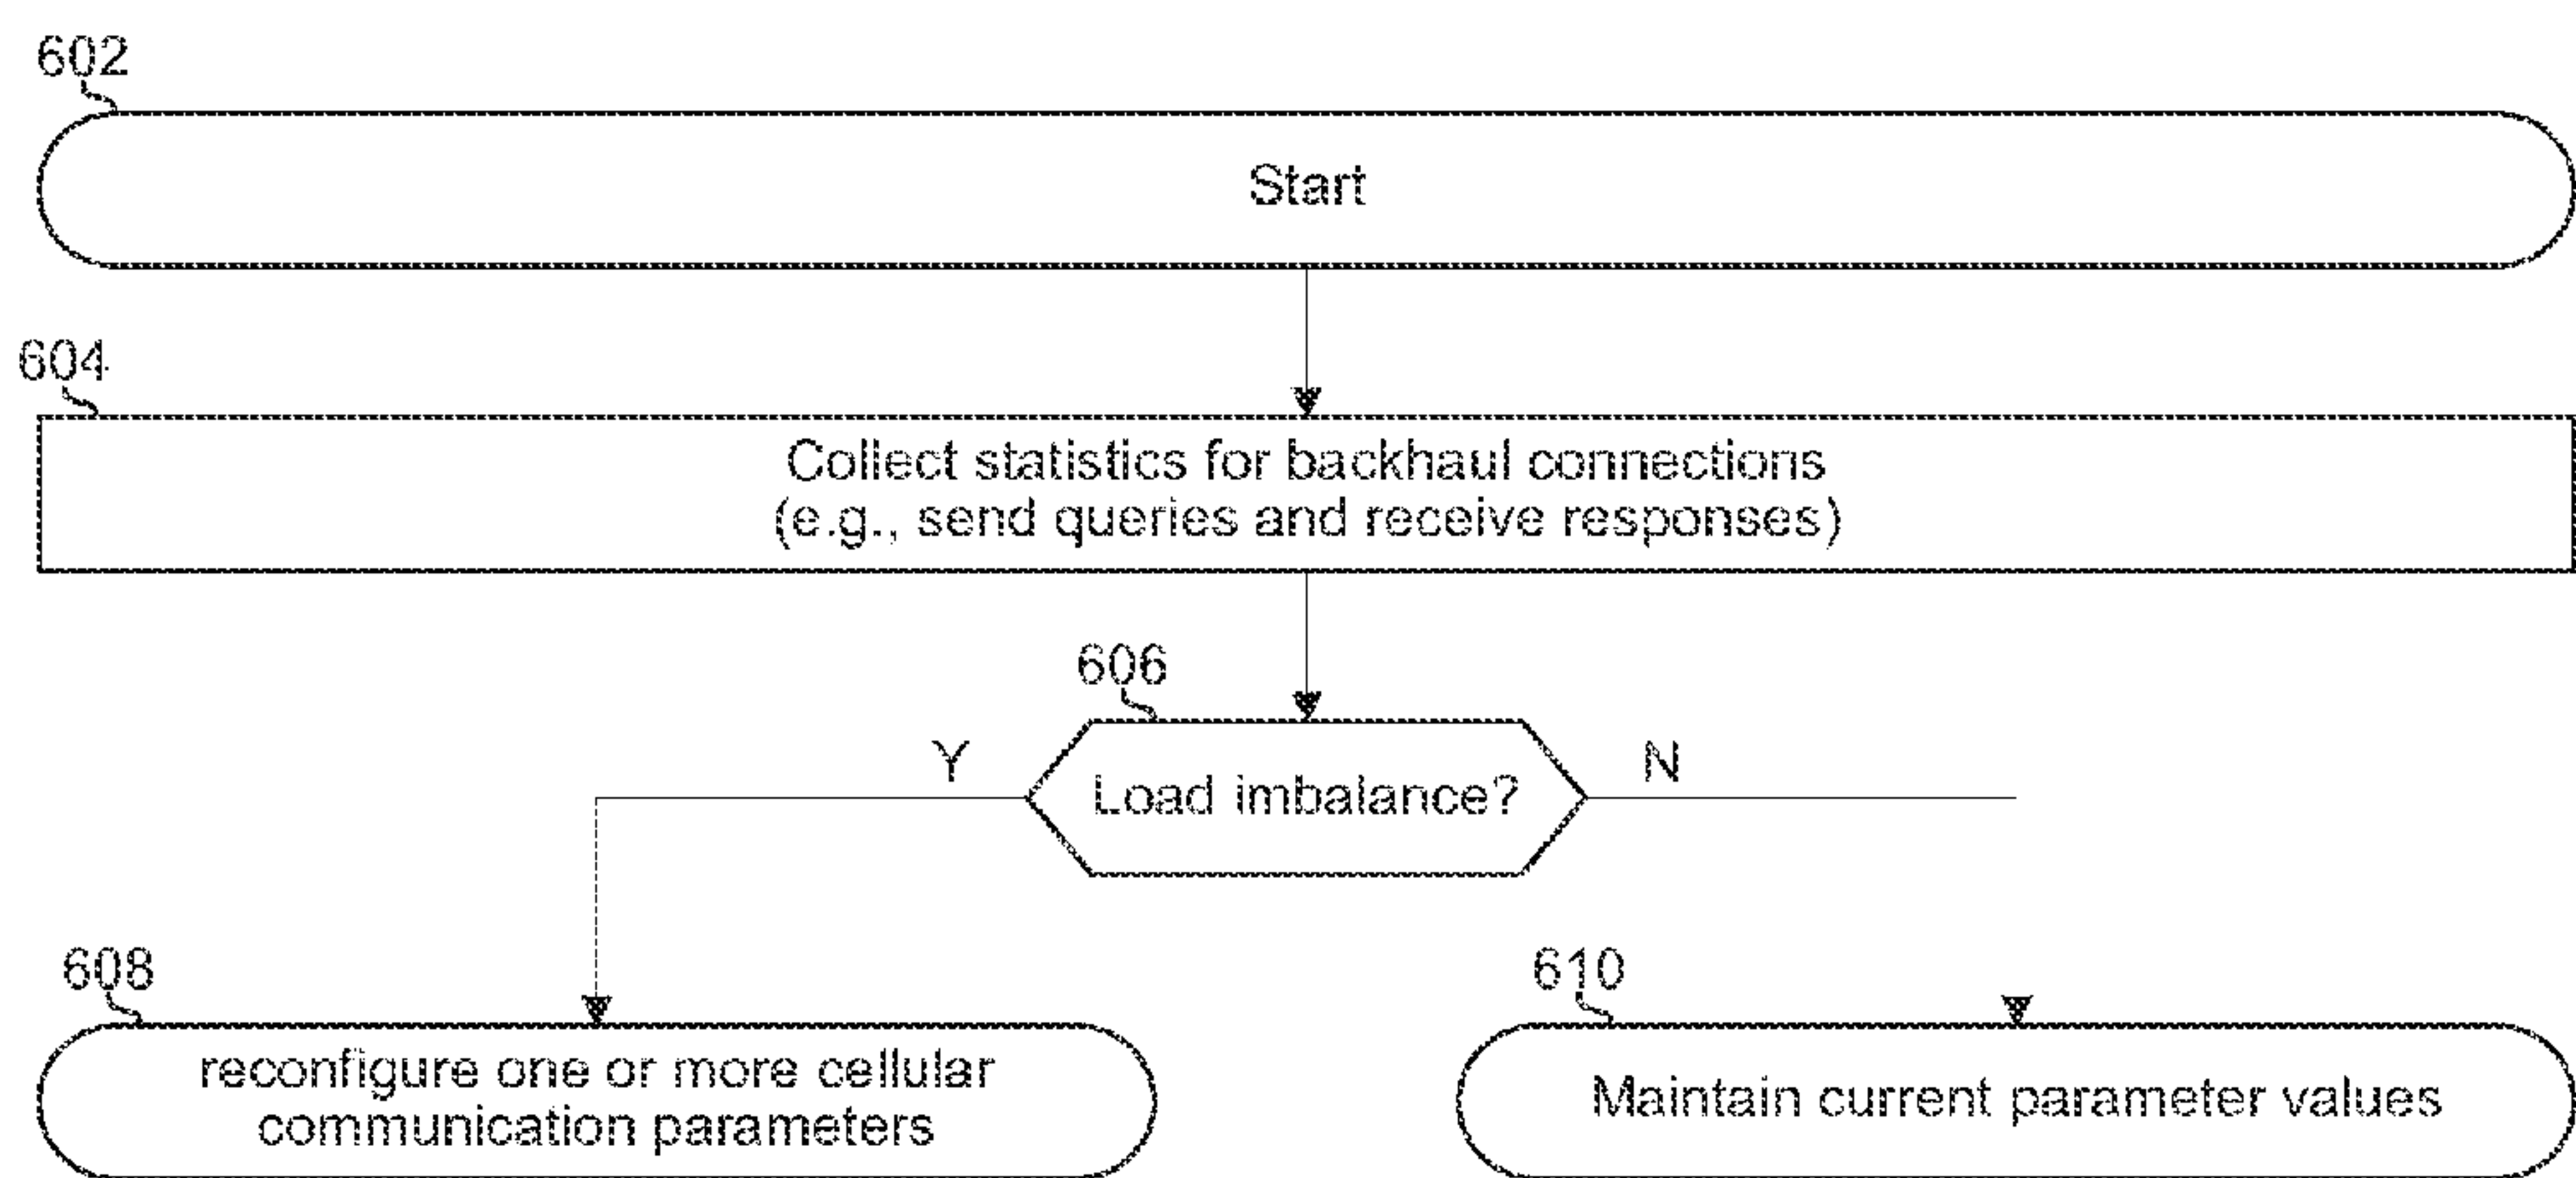 602
Start
604
Collect statistics for backhaul connections
(e.g., send queries and receive responses)
606
Y
N
Load imbalance?
608
610
reconfigure one or more cellular
communication parameters
Maintain current parameter values